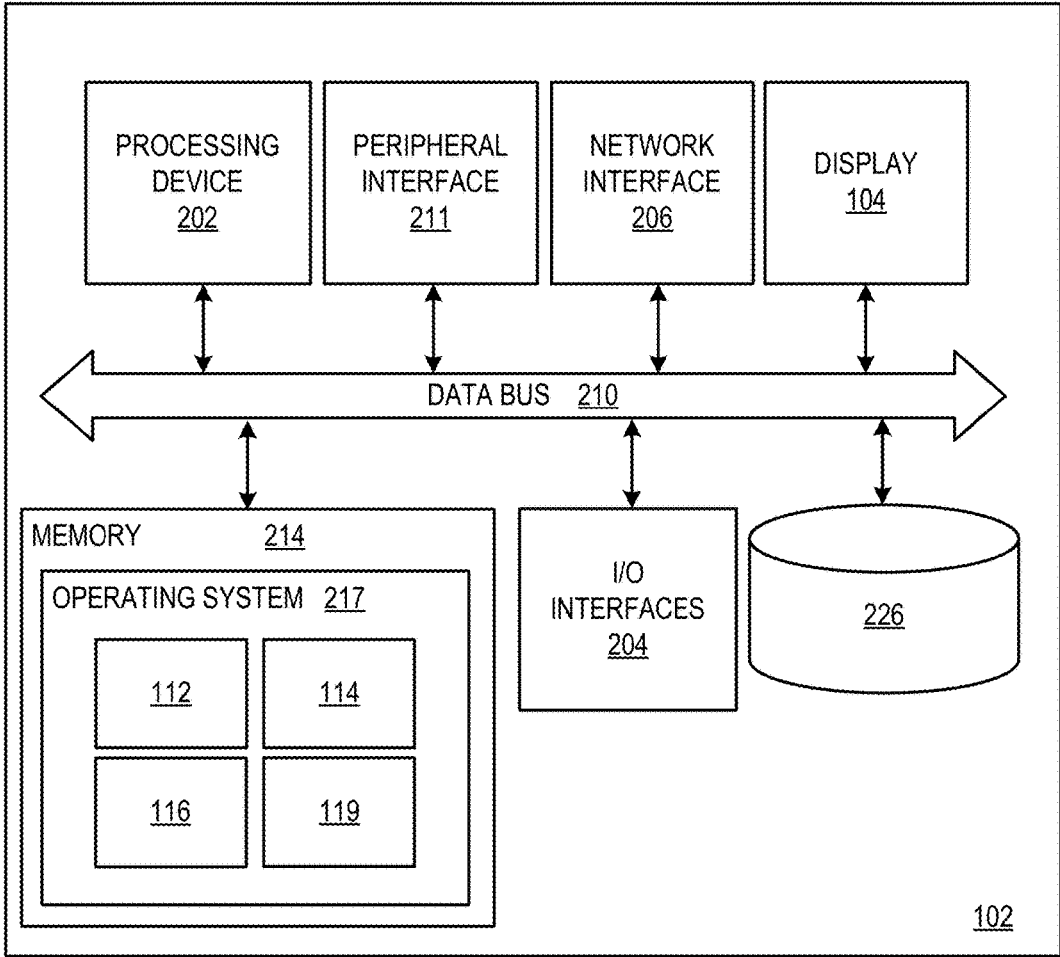 PROCESSING
DEVICE
202
PERIPHERAL
INTERFACE
211
NETWORK
INTERFACE
206
DISPLAY
104
DATA BUS 210
MEMORY 214
OPERATING SYSTEM 217
112
114
116
119
I/O
INTERFACES
204
226
102